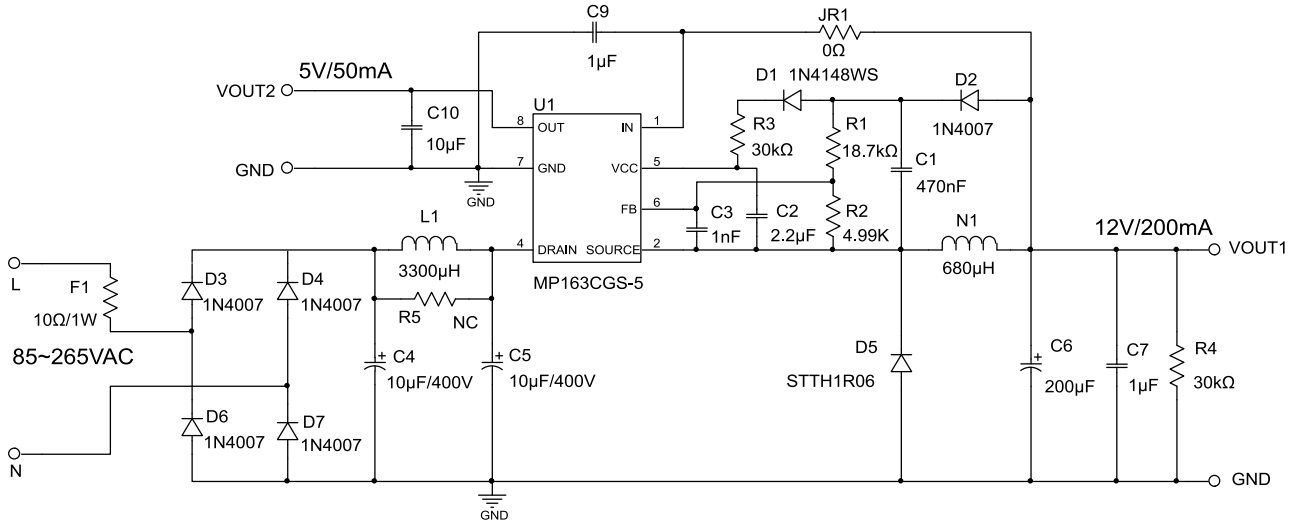 C9
1µF
JR1
0Ω
5V/50mA
VOUT2
C10
10µF
GND
GND
U1
8
OUT
IN
1
7
GND
VCC
5
FB
6
4
DRAIN
SOURCE
2
MP163CGS-5
D1
1N4148WS
D2
1N4007
R3
30kΩ
R1
18.7kΩ
C1
470nF
C3
1nF
C2
2.2µF
R2
4.99K
N1
680µH
12V/200mA
VOUT1
L1
3300µH
L
F1
10Ω/1W
D3
1N4007
D4
1N4007
R5
NC
85~265VAC
C4
+
10µF/400V
C5
+
10µF/400V
D5
STTH1R06
C6
+
200µF
C7
1µF
R4
30kΩ
D6
1N4007
D7
1N4007
N
GND
GND